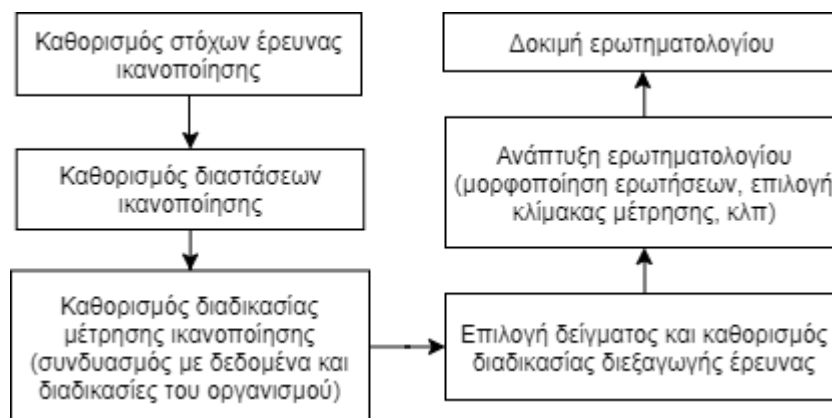 Καθορισμός στόχων έρευνας
ικανοποίησης
Καθορισμός διαστάσεων
ικανοποίησης
Καθορισμός διαδικασίας
μέτρησης ικανοποίησης
(συνδυασμός με δεδομένα και
διαδικασίες του οργανισμού)
Επιλογή δείγματος και καθορισμός
διαδικασίας διεξαγωγής έρευνας
Ανάπτυξη ερωτηματολογίου
(μορφοποίηση ερωτήσεων, επιλογή
κλίμακας μέτρησης, κλπ)
Δοκιμή ερωτηματολογίου